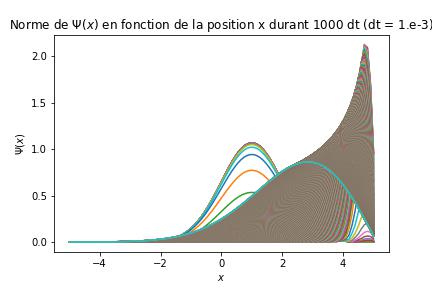 Norme de Ψ(x) en fonction de la position x durant 1000 dt (dt = 1.e-3)
2.0
1.5
Ψ(x)
1.0
0.5
0.0
−4 −2 0 2 4
x